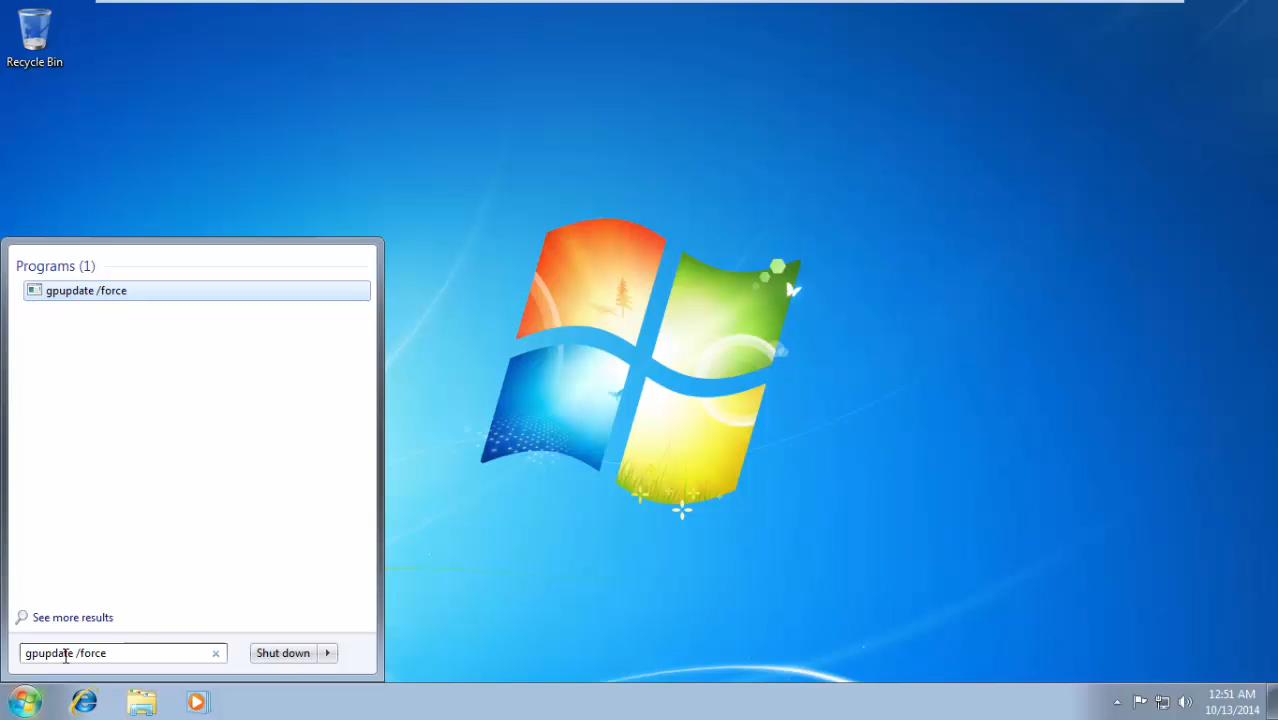 Recycle Bin
Programs (1)
gpupdate /force
See more results
gpupdate /force
Shut down
12:51 AM
10/13/2014